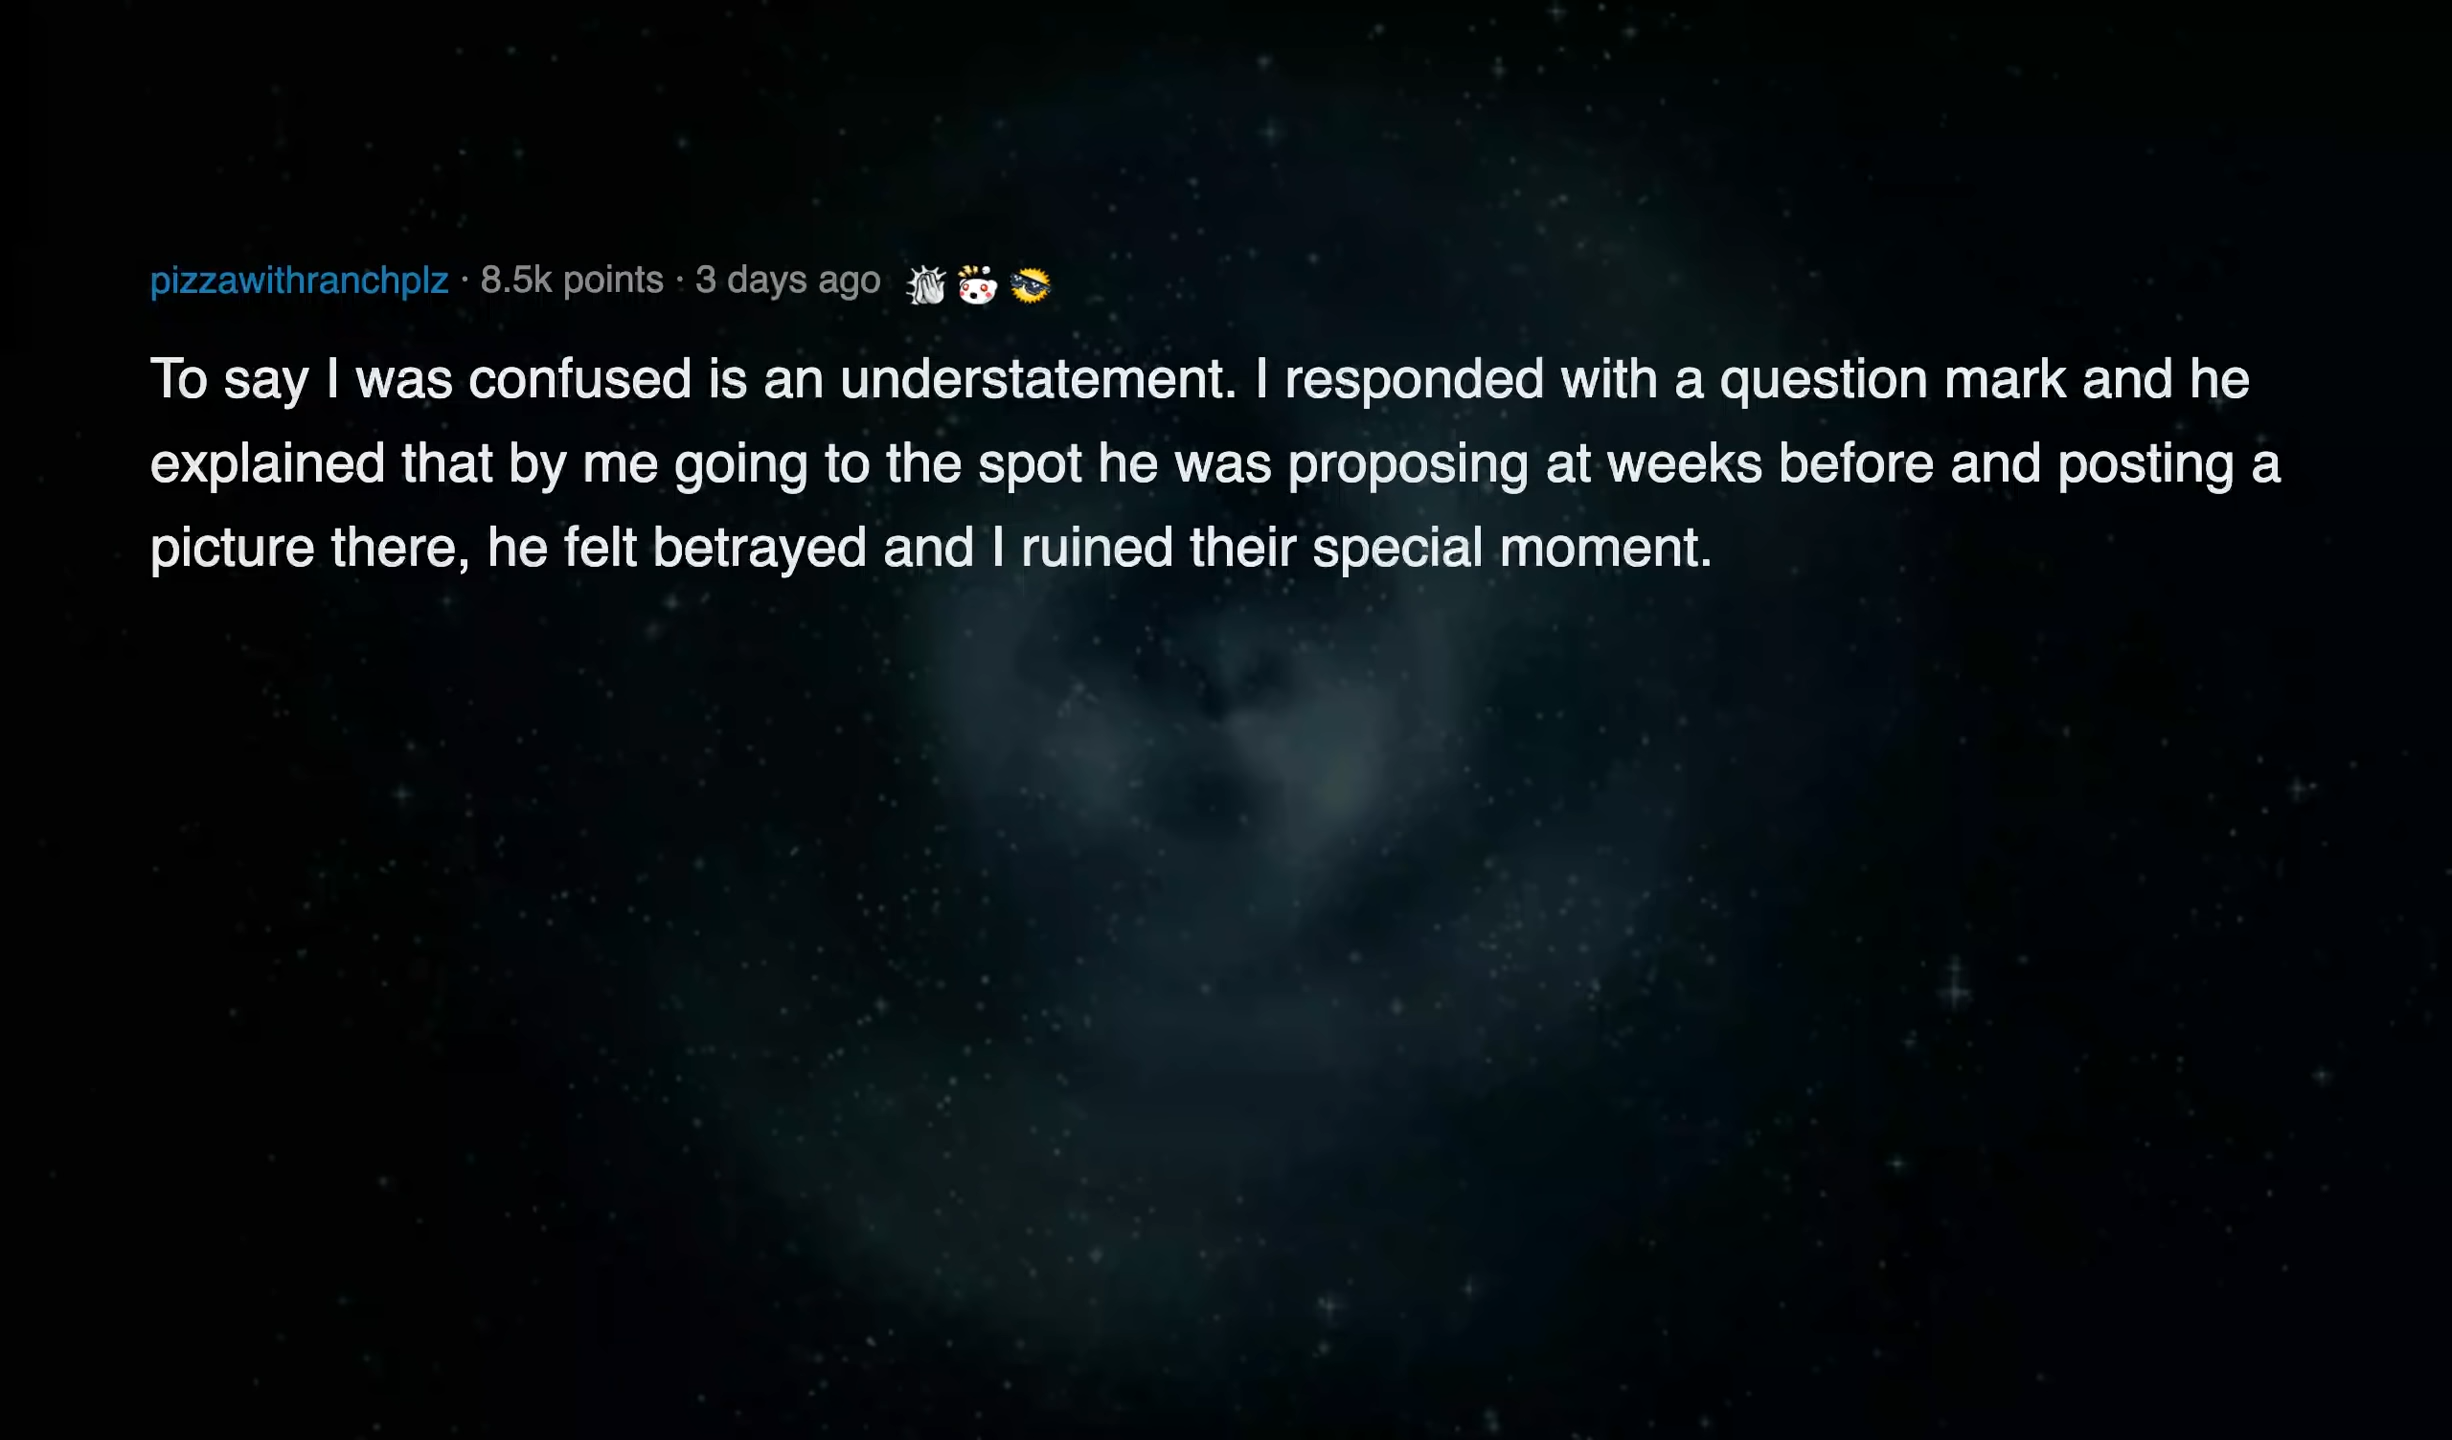 pizzawithranchplz · 8.5k points · 3 days ago
To say I was confused is an understatement. I responded with a question mark and he
explained that by me going to the spot he was proposing at weeks before and posting a
picture there, he felt betrayed and I ruined their special moment.